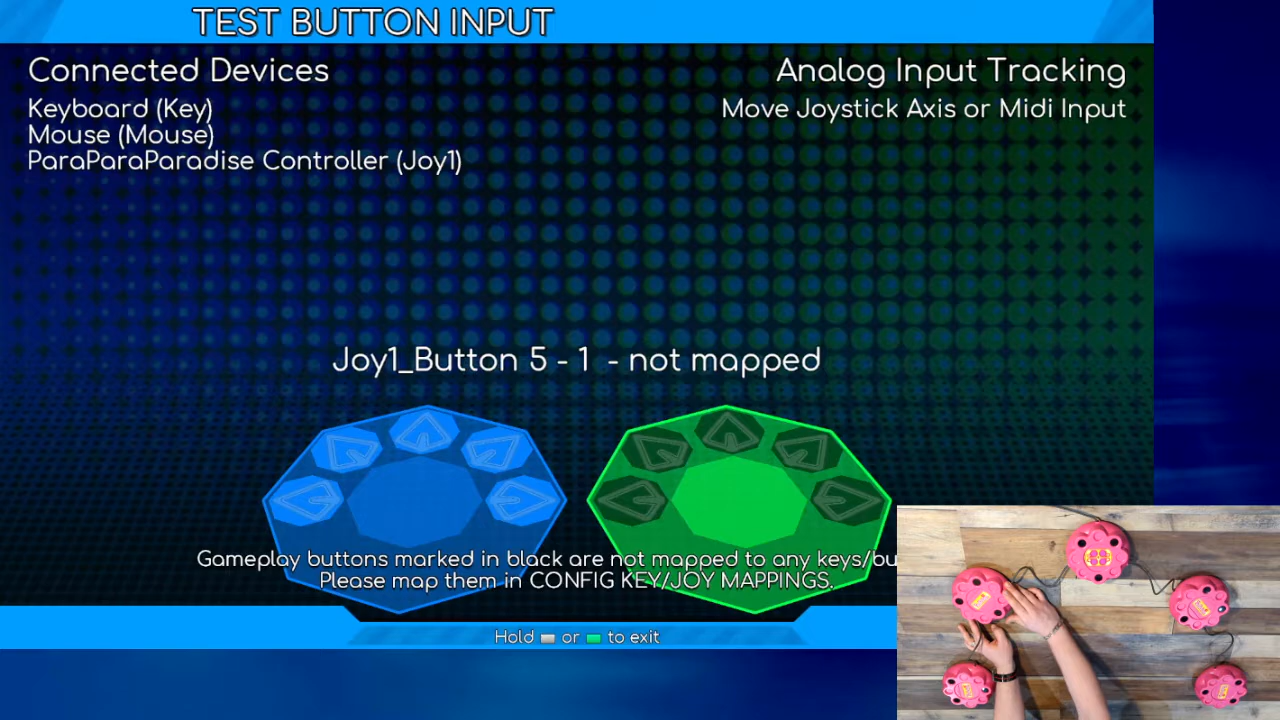 TEST BUTTON INPUT
Connected Devices
Keyboard (Key)
Mouse (Mouse)
ParaParaParadise Controller (Joy1)
Analog Input Tracking
Move Joystick Axis or Midi Input
Joy1_Button 5 - 1 - not mapped
Gameplay buttons marked in black are not mapped to any keys/bu
Please map them in CONFIG KEY/JOY MAPPINGS.
Hold or to exit